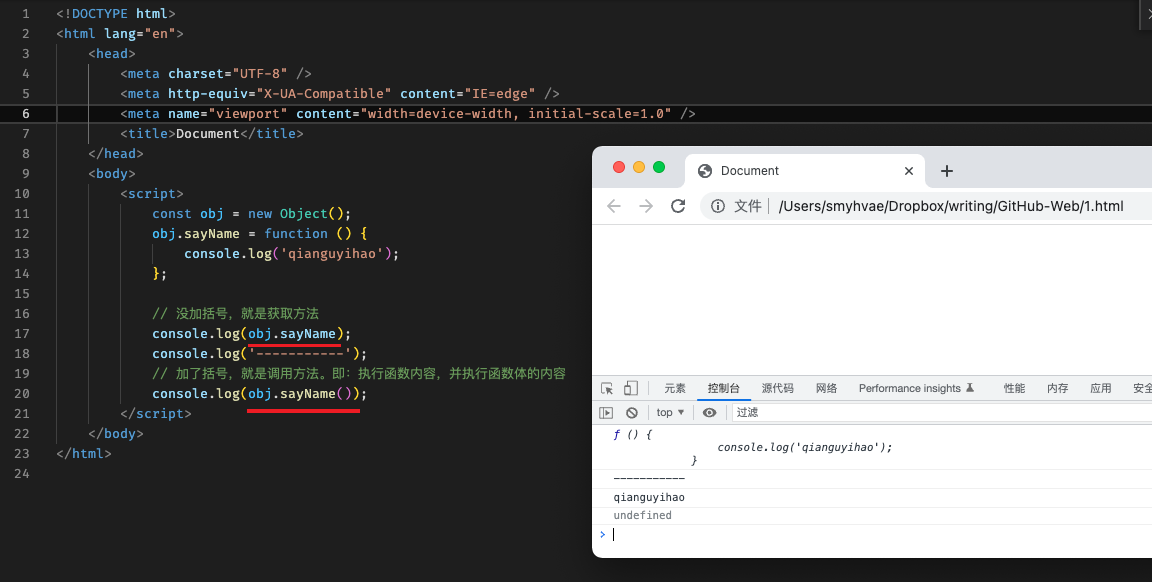 1 <!DOCTYPE html>
2 <html lang="en">
3 <head>
4 <meta charset="UTF-8" />
5 <meta http-equiv="X-UA-Compatible" content="IE=edge" />
6 <meta name="viewport" content="width=device-width, initial-scale=1.0" />
7 <title>Document</title>
8 </head>
9 <body>
10 <script>
11 const obj = new Object();
12 obj.sayName = function () {
13 console.log('qianguyihao');
14 };
15
16 // 没加括号，就是获取方法
17 console.log(obj.sayName);
18 console.log('-----------');
19 // 加了括号，就是调用方法。即：执行函数内容，并执行函数体的内容
20 console.log(obj.sayName());
21 </script>
22 </body>
23 </html>
24
Document
文件 /Users/smyhvae/Dropbox/writing/GitHub-Web/1.html
元素 控制台 源代码 网络 Performance insights 性能 内存 应用 安全
top 过滤
ƒ () {
console.log('qianguyihao');
}
-----------
qianguyihao
undefined